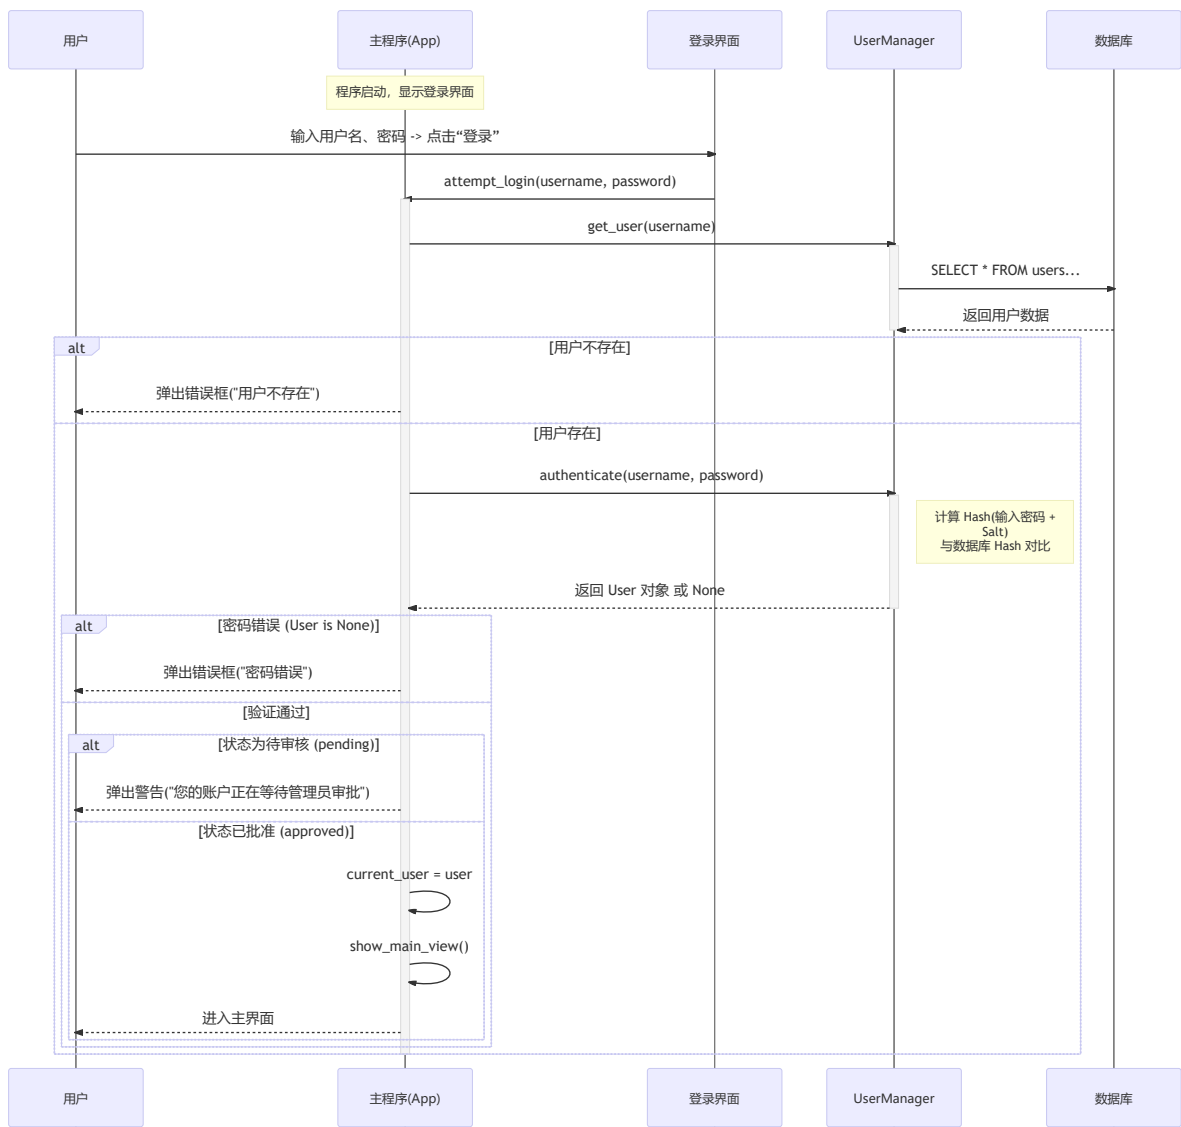 用户
主程序(App)
登录界面
UserManager
数据库
程序启动，显示登录界面
输入用户名、密码 -> 点击“登录”
attempt_login(username, password)
get_user(username)
SELECT * FROM users...
返回用户数据
alt
[用户不存在]
弹出错误框("用户不存在")
[用户存在]
authenticate(username, password)
计算 Hash(输入密码 +
Salt)
与数据库 Hash 对比
返回 User 对象 或 None
alt
[密码错误 (User is None)]
弹出错误框("密码错误")
[验证通过]
alt
[状态为待审核 (pending)]
弹出警告("您的账户正在等待管理员审批")
[状态已批准 (approved)]
current_user = user
show_main_view()
进入主界面
用户
主程序(App)
登录界面
UserManager
数据库